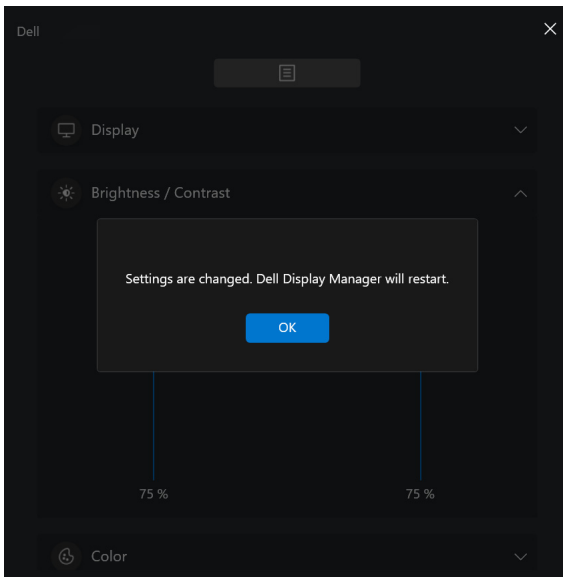 Dell
Display
Brightness / Contrast
Settings are changed. Dell Display Manager will restart.
OK
75 %
75 %
Color